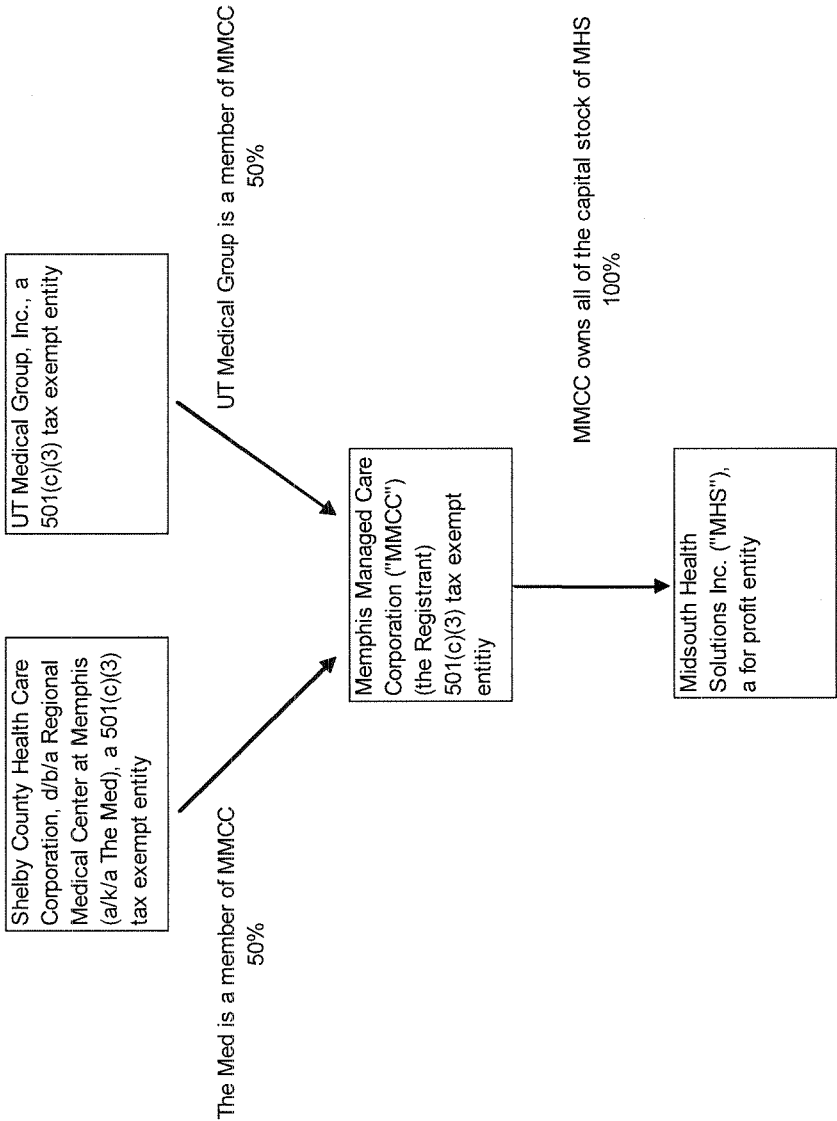 Shelby County Health Care
Corporation, d/b/a Regional
Medical Center at Memphis
(a/k/a The Med), a 501(c)(3)
tax exempt entity
UT Medical Group, Inc., a
501(c)(3) tax exempt entity
The Med is a member of MMCC
50%
UT Medical Group is a member of MMCC
50%
Memphis Managed Care
Corporation ("MMCC")
(the Registrant)
501(c)(3) tax exempt
entitiy
MMCC owns all of the capital stock of MHS
100%
Midsouth Health
Solutions Inc. ("MHS"),
a for profit entity